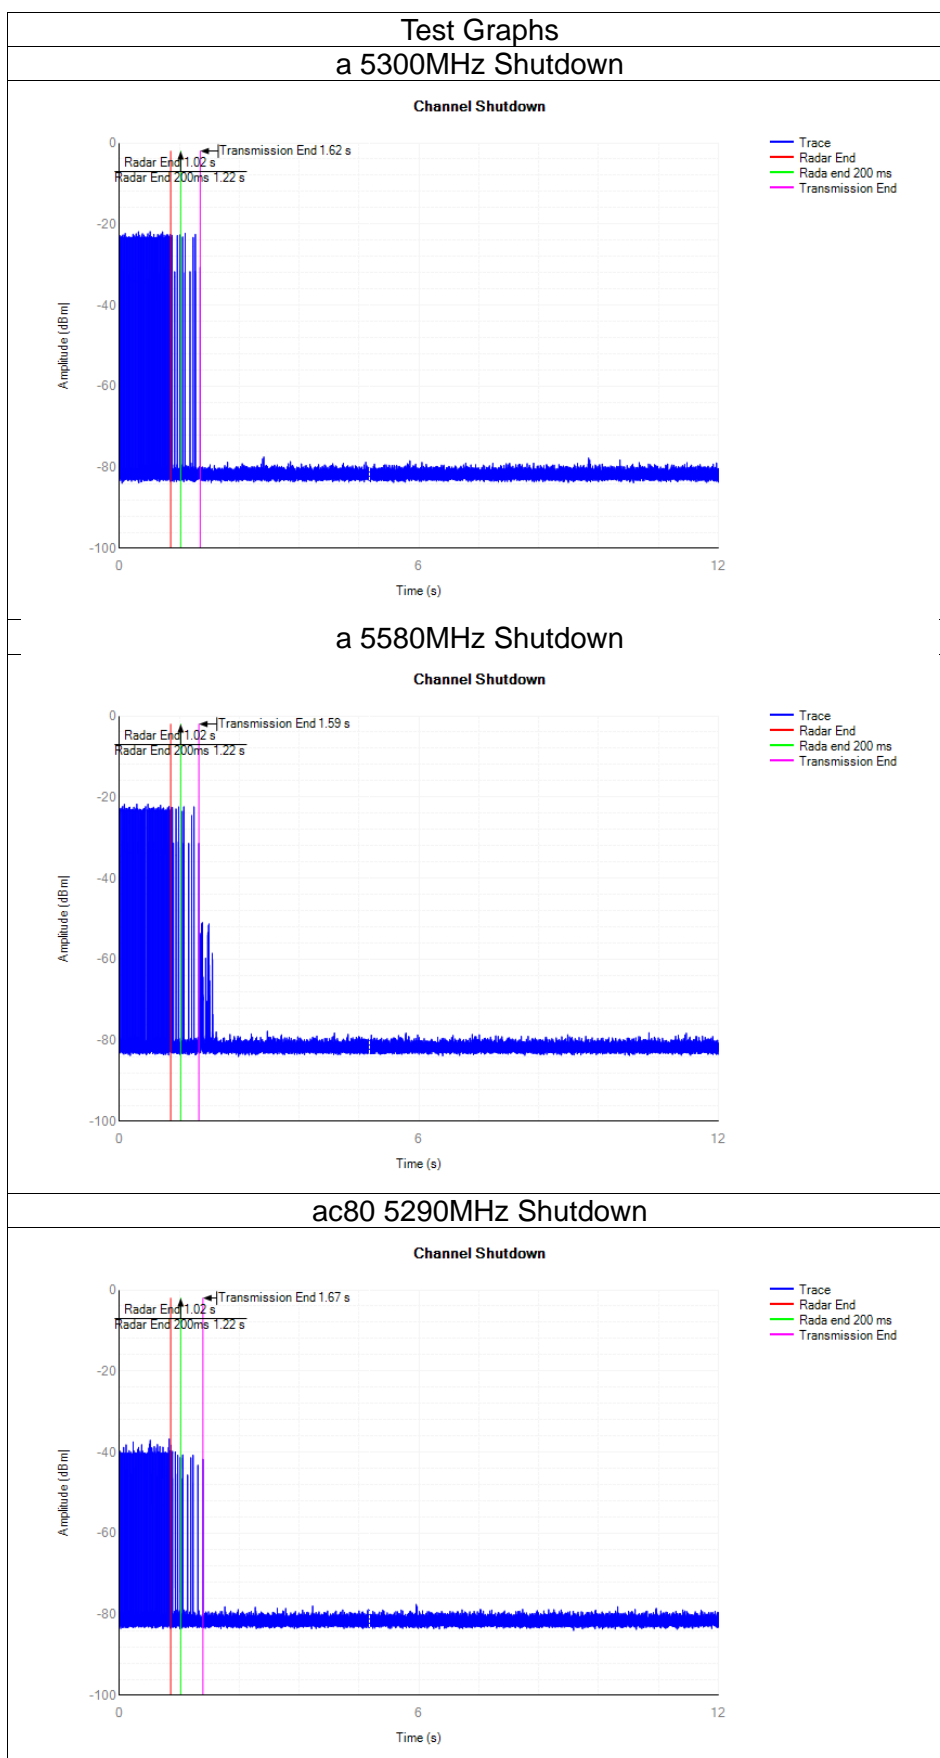 Test Graphs
a 5300MHz Shutdown
Channel Shutdown
Transmission End 1.62 s
Radar End 1.02 s
Radar End 200ms 1.22 s
Trace
Radar End
Rada end 200 ms
Transmission End
0
-20
-40
-60
-80
-100
Amplitude [dBm]
0 6 12
Time (s)
a 5580MHz Shutdown
Channel Shutdown
Transmission End 1.59 s
Radar End 1.02 s
Radar End 200ms 1.22 s
Trace
Radar End
Rada end 200 ms
Transmission End
0
-20
-40
-60
-80
-100
Amplitude [dBm]
0 6 12
Time (s)
ac80 5290MHz Shutdown
Channel Shutdown
Transmission End 1.67 s
Radar End 1.02 s
Radar End 200ms 1.22 s
Trace
Radar End
Rada end 200 ms
Transmission End
0
-20
-40
-60
-80
-100
Amplitude [dBm]
0 6 12
Time (s)